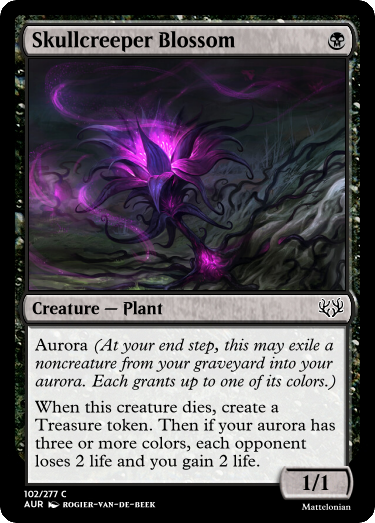 Skullcreeper Blossom
Creature — Plant
Aurora (At your end step, this may exile a
noncreature from your graveyard into your
aurora. Each grants up to one of its colors.)
When this creature dies, create a
Treasure token. Then if your aurora has
three or more colors, each opponent
loses 2 life and you gain 2 life.
1/1
102/277 C
AUR ROGIER-VAN-DE-BEEK
Mattelonian